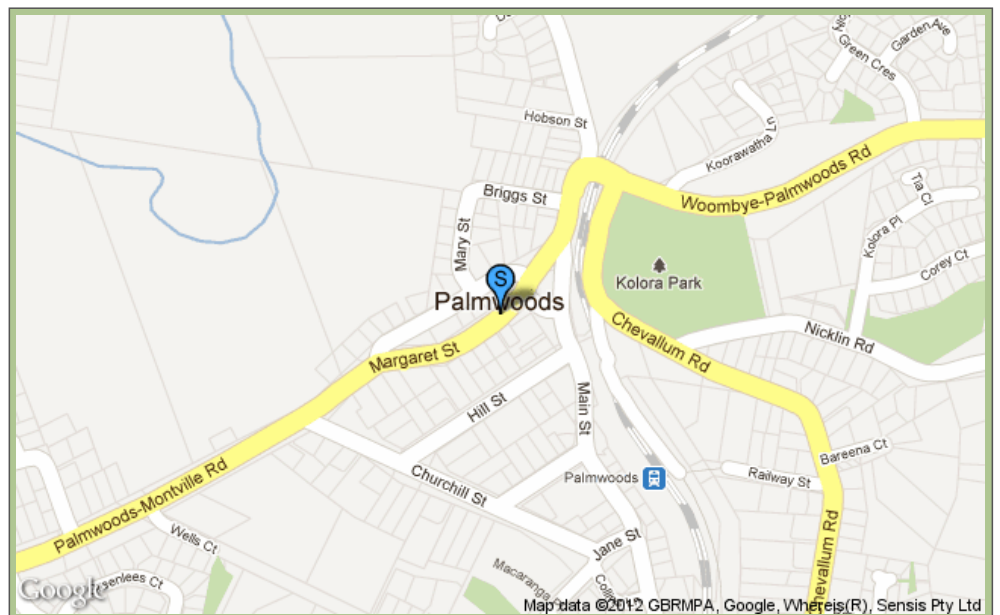 Garden Ave
Green Cres
Hobson St
Koorawatha Ln
Woombye-Palmwoods Rd
Tia Ct
Briggs St
Kolora Pl
Mary St
Corey Ct
S
Kolora Park
Palmwoods
Chevallum Rd
Nicklin Rd
Margaret St
Main St
Hill St
Bareena Ct
Palmwoods-Montville Rd
Churchill St
Palmwoods
Railway St
Chevallum Rd
Wells Ct
Jane St
Macaranga
Google
Map data ©2012 GBRMPA, Google, Whereis(R), Sensis Pty Ltd